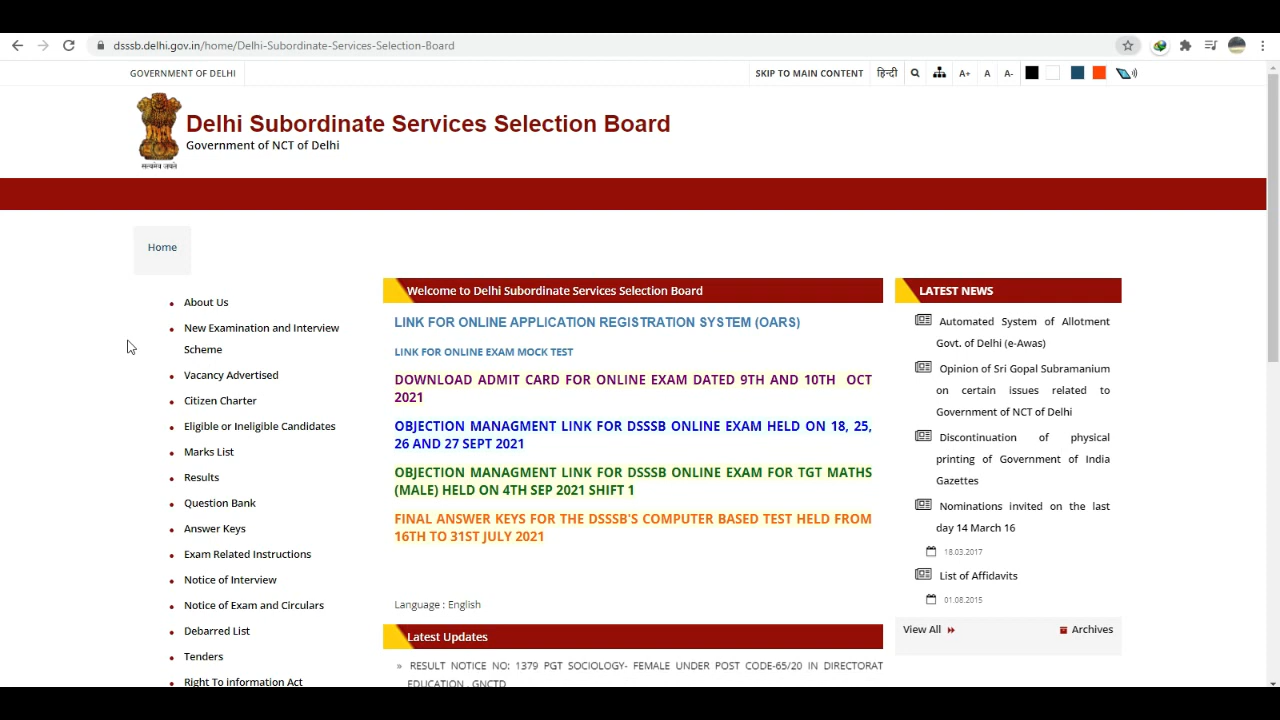 dsssb.delhi.gov.in/home/Delhi-Subordinate-Services-Selection-Board
GOVERNMENT OF DELHI
SKIP TO MAIN CONTENT
हिन्दी
A+
A
A-
Delhi Subordinate Services Selection Board
Government of NCT of Delhi
सत्यमेव जयते
Home
About Us
New Examination and Interview
Scheme
Vacancy Advertised
Citizen Charter
Eligible or Ineligible Candidates
Marks List
Results
Question Bank
Answer Keys
Exam Related Instructions
Notice of Interview
Notice of Exam and Circulars
Debarred List
Tenders
Right To information Act
Welcome to Delhi Subordinate Services Selection Board
LINK FOR ONLINE APPLICATION REGISTRATION SYSTEM (OARS)
LINK FOR ONLINE EXAM MOCK TEST
DOWNLOAD ADMIT CARD FOR ONLINE EXAM DATED 9TH AND 10TH OCT
2021
OBJECTION MANAGMENT LINK FOR DSSSB ONLINE EXAM HELD ON 18, 25,
26 AND 27 SEPT 2021
OBJECTION MANAGMENT LINK FOR DSSSB ONLINE EXAM FOR TGT MATHS
(MALE) HELD ON 4TH SEP 2021 SHIFT 1
FINAL ANSWER KEYS FOR THE DSSSB'S COMPUTER BASED TEST HELD FROM
16TH TO 31ST JULY 2021
Language : English
Latest Updates
» RESULT NOTICE NO: 1379 PGT SOCIOLOGY- FEMALE UNDER POST CODE-65/20 IN DIRECTORAT
EDUCATION , GNCTD
LATEST NEWS
Automated System of Allotment
Govt. of Delhi (e-Awas)
Opinion of Sri Gopal Subramanium
on certain issues related to
Government of NCT of Delhi
Discontinuation of physical
printing of Government of India
Gazettes
Nominations invited on the last
day 14 March 16
18.03.2017
List of Affidavits
01.08.2015
View All
Archives